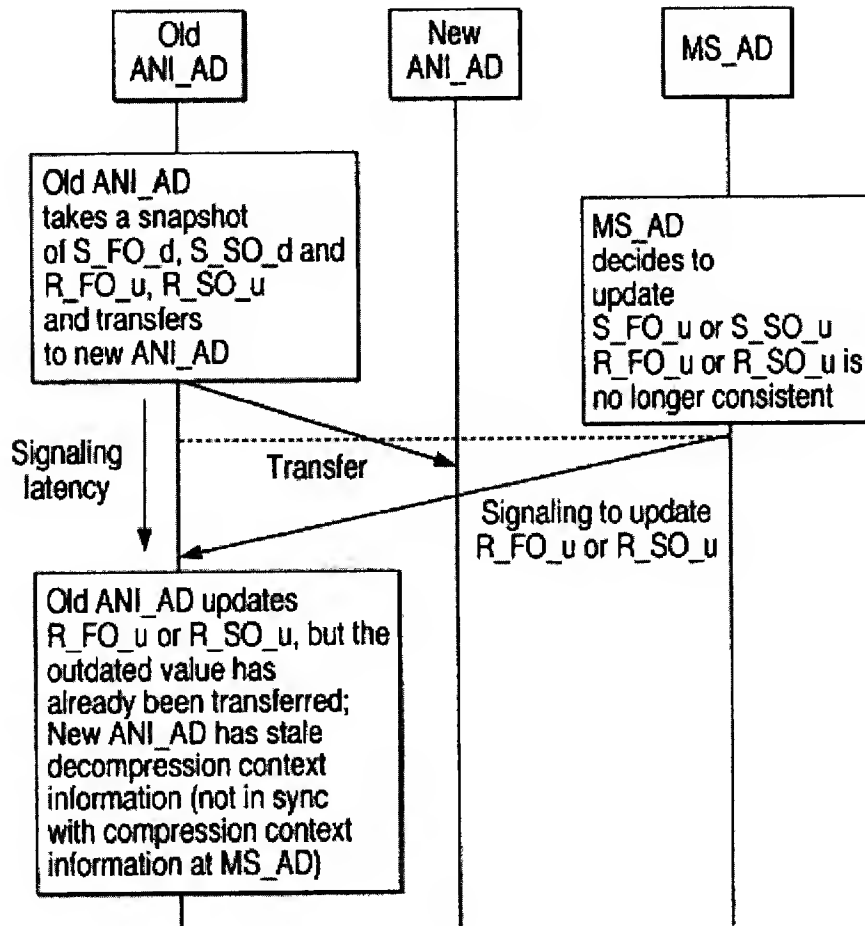 Old
ANI_AD
New
ANI_AD
MS_AD
Old ANI_AD
takes a snapshot
of S_FO_d, S_SO_d and
R_FO_u, R_SO_u
and transfers
to new ANI_AD
MS_AD
decides to
update
S_FO_u or S_SO_u
R_FO_u or R_SO_u is
no longer consistent
Signaling
latency
Transfer
Signaling to update
R_FO_u or R_SO_u
Old ANI_AD updates
R_FO_u or R_SO_u, but the
outdated value has
already been transferred;
New ANI_AD has stale
decompression context
information (not in sync
with compression context
information at MS_AD)